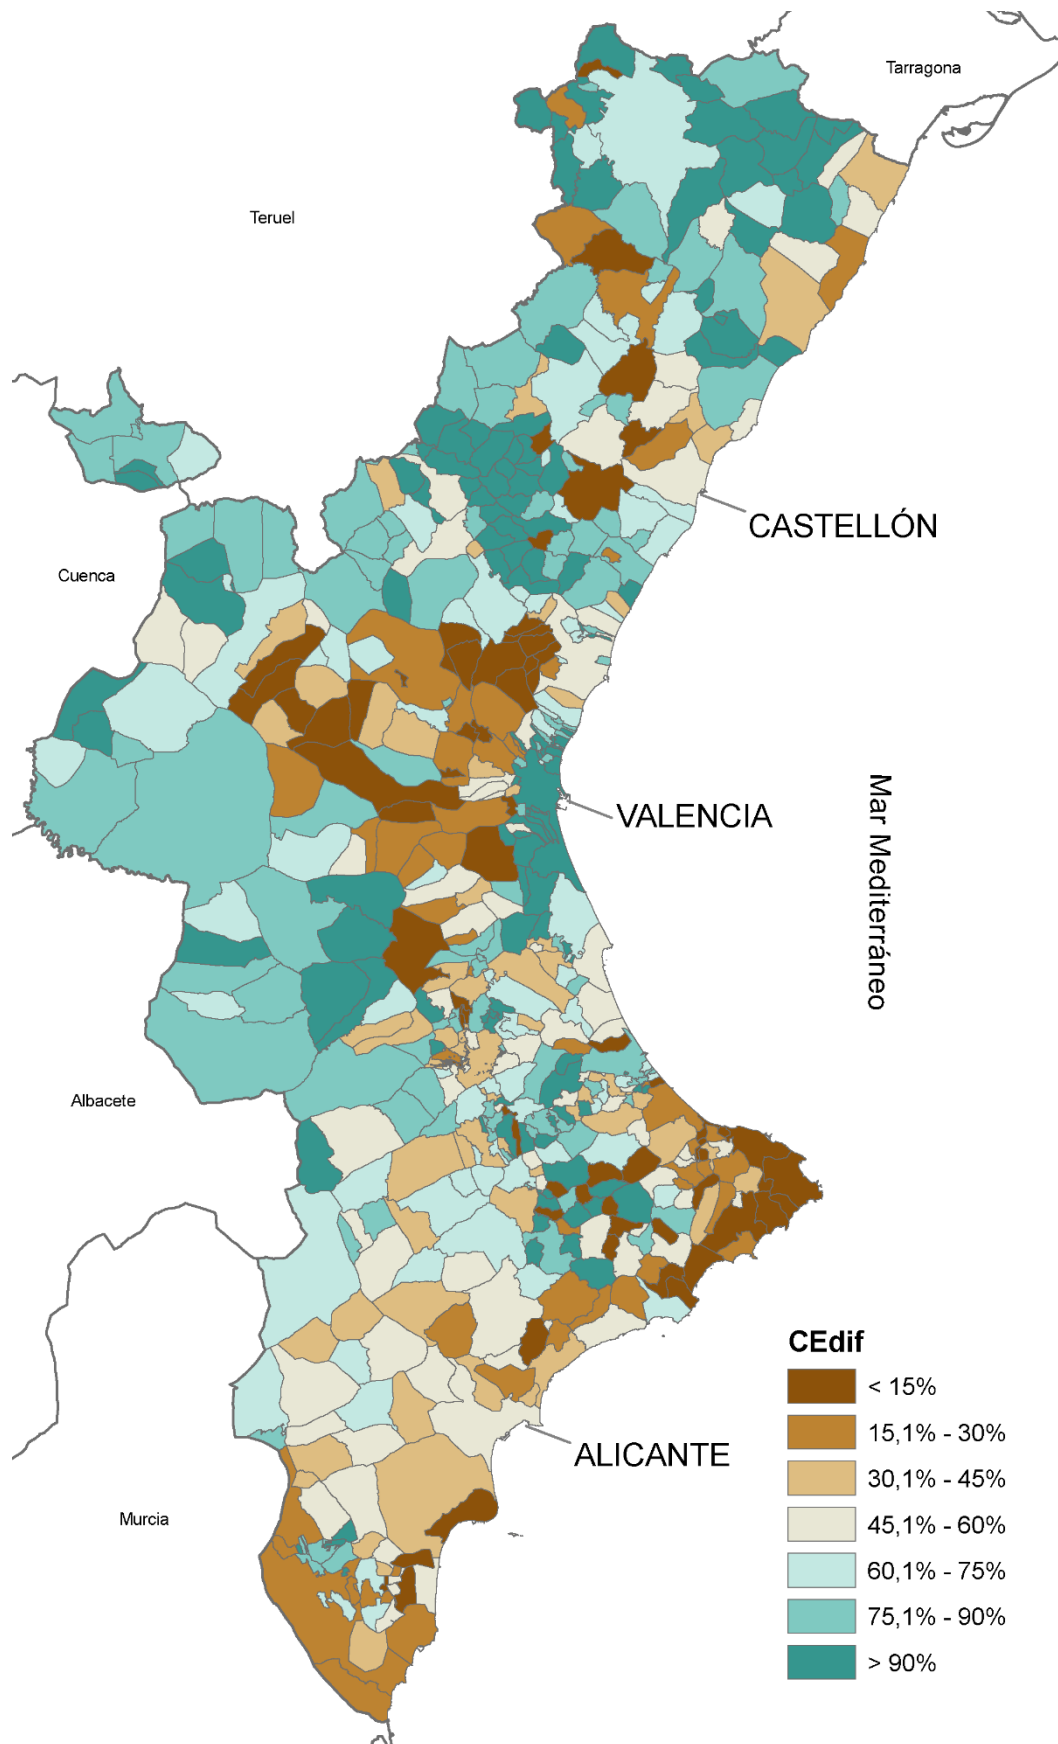 Tarragona
Teruel
CASTELLÓN
Cuenca
VALENCIA
Mar Mediterráneo
Albacete
CEdif
< 15%
15,1% - 30%
30,1% - 45%
45,1% - 60%
60,1% - 75%
75,1% - 90%
> 90%
ALICANTE
Murcia